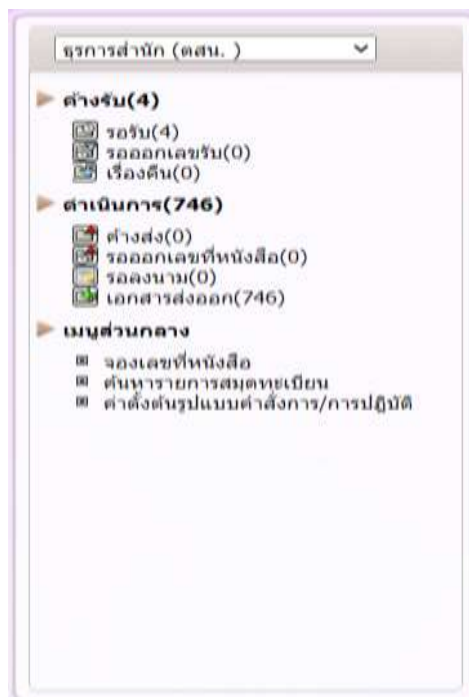 ธุรการสำนัก (ตสน. )
ค้างรับ(4)
รอรับ(4)
รอออกเลขรับ(0)
เรื่องคืน(0)
ดำเนินการ(746)
ค้างส่ง(0)
รอออกเลขที่หนังสือ(0)
รอลงนาม(0)
เอกสารส่งออก(746)
เมนูส่วนกลาง
จองเลขที่หนังสือ
ค้นหารายการสมุดทะเบียน
ค่าตั้งต้นรูปแบบคำสั่งการ/การปฏิบัติ